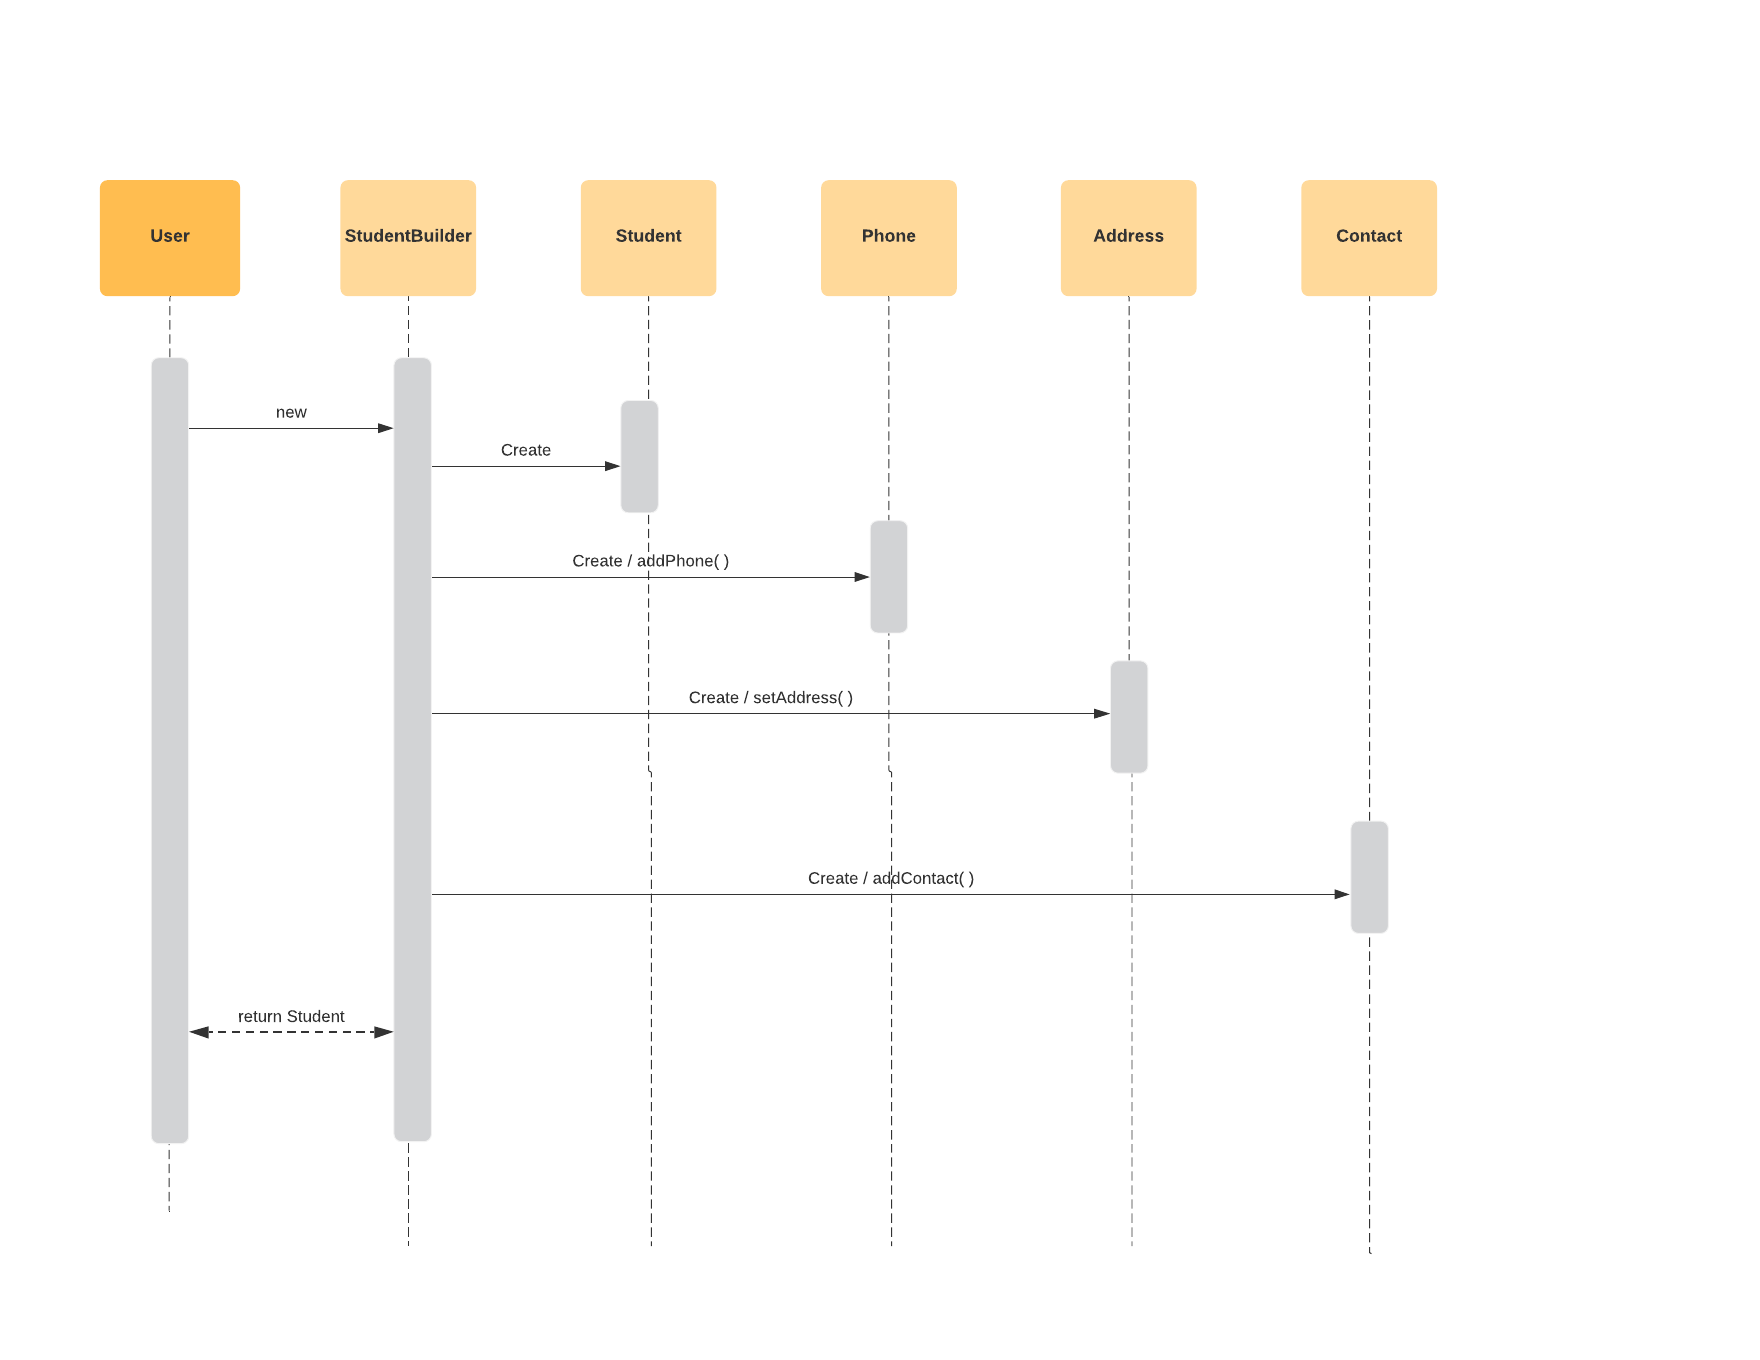 User
StudentBuilder
Student
Phone
Address
Contact
new
Create
Create / addPhone( )
Create / setAddress( )
Create / addContact( )
return Student